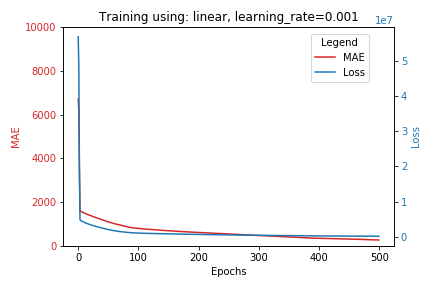 Training using: linear, learning_rate=0.001
1e7
Legend
MAE
Loss
10000
8000
6000
4000
2000
0
MAE
5
4
3
2
1
0
Loss
0 100 200 300 400 500
Epochs